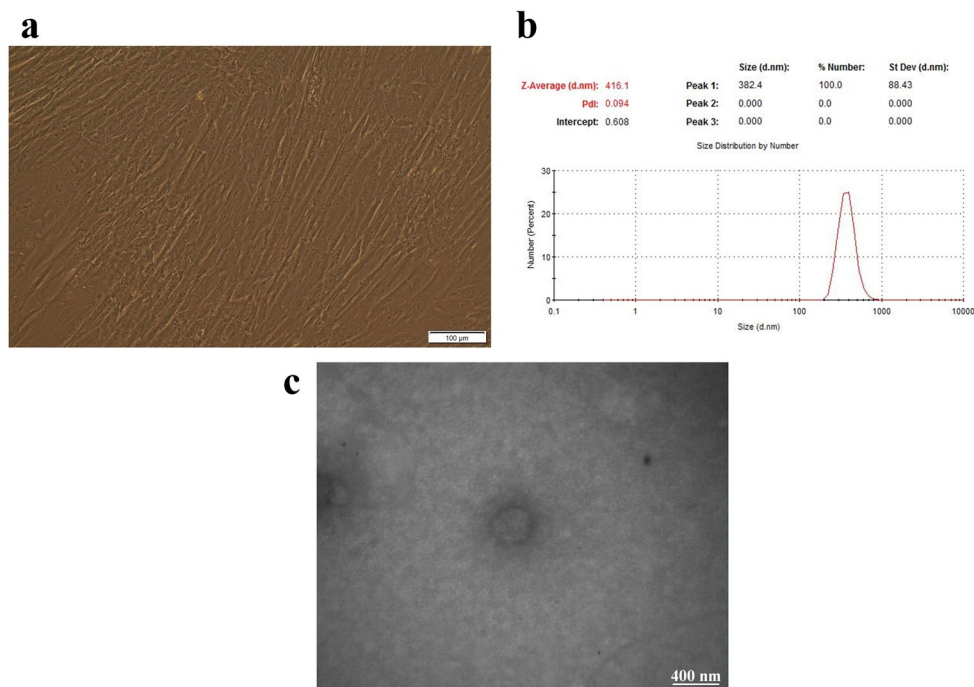 a
b
Size (d.nm): % Number: St Dev (d.nm):
Z-Average (d.nm): 416.1 Peak 1: 382.4 100.0 88.43
PdI: 0.094 Peak 2: 0.000 0.0 0.000
Intercept: 0.608 Peak 3: 0.000 0.0 0.000
Size Distribution by Number
Number (Percent)
30
20
10
0
0.1 1 10 100 1000 10000
Size (d.nm)
100 µm
c
400 nm